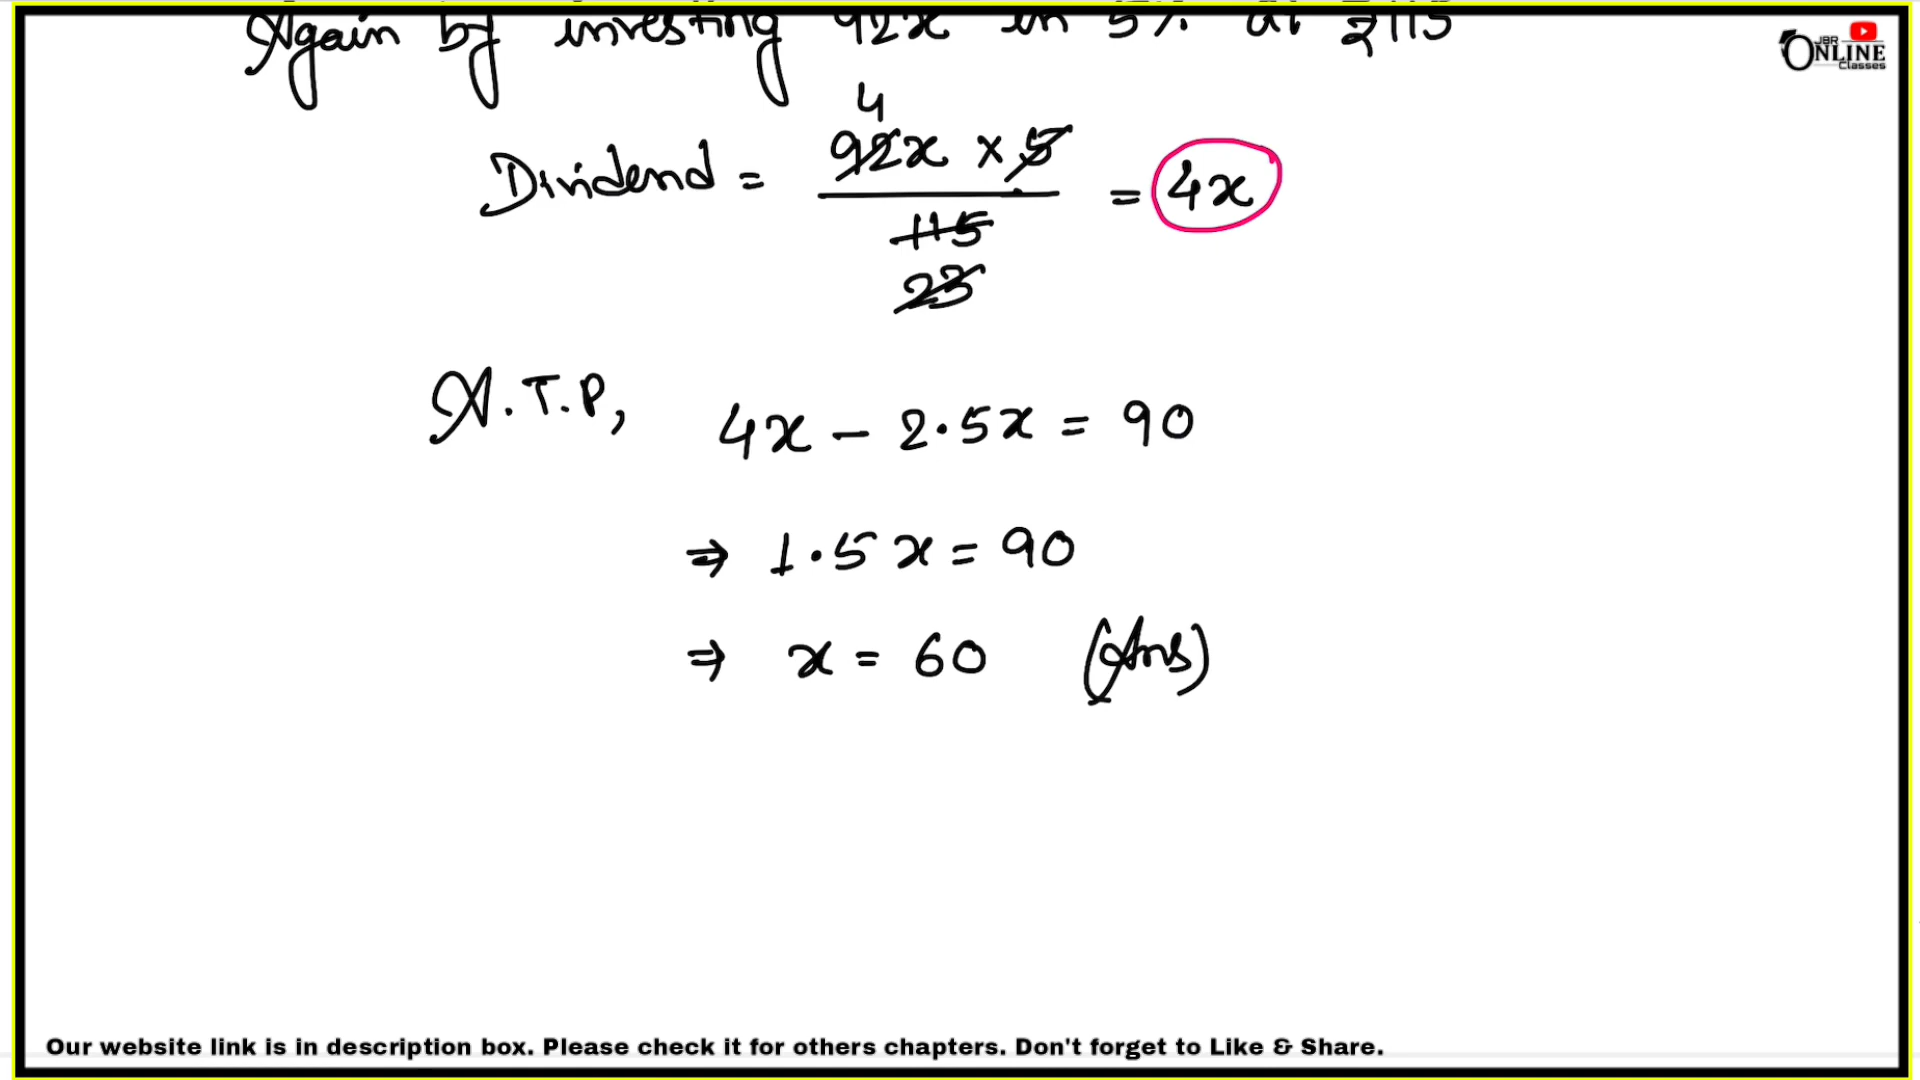 Again by investing 92x in 5% at ₹115
JBR
ONLINE
Classes
4
Dividend = 92x × 5 / 115 = 4x
23
A.T.P, 4x - 2.5x = 90
⇒ 1.5x = 90
⇒ x = 60 (Ans)
Our website link is in description box. Please check it for others chapters. Don't forget to Like & Share.